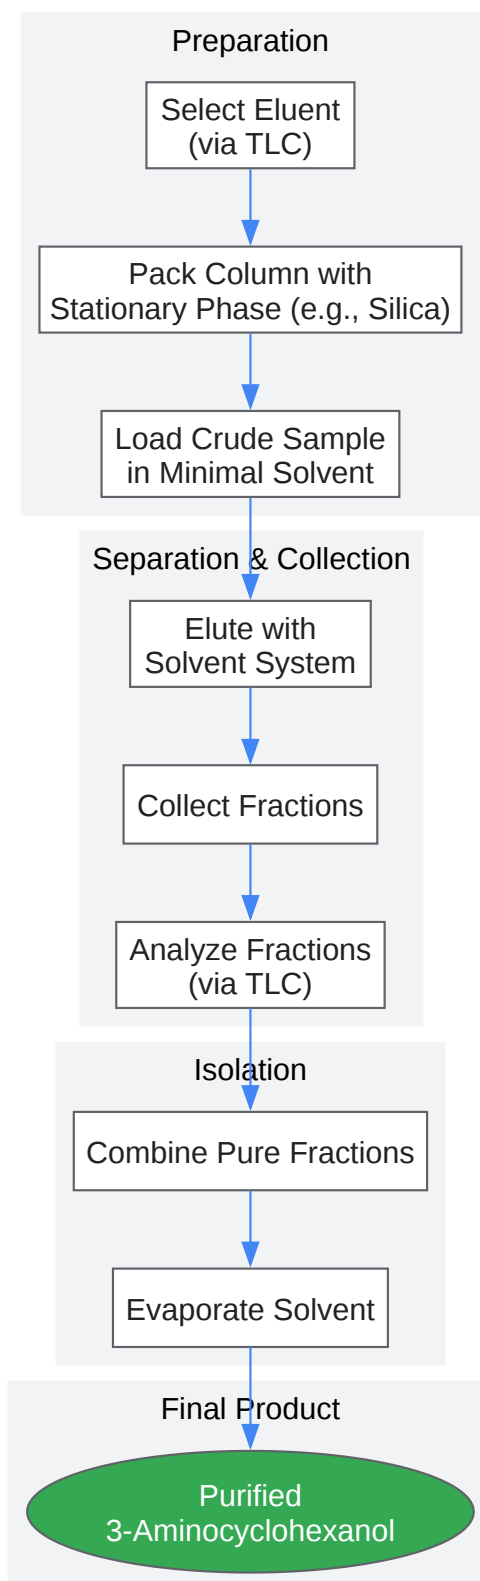 Preparation
Select Eluent
(via TLC)
Pack Column with
Stationary Phase (e.g., Silica)
Load Crude Sample
in Minimal Solvent
Separation & Collection
Elute with
Solvent System
Collect Fractions
Analyze Fractions
(via TLC)
Isolation
Combine Pure Fractions
Evaporate Solvent
Final Product
Purified
3-Aminocyclohexanol